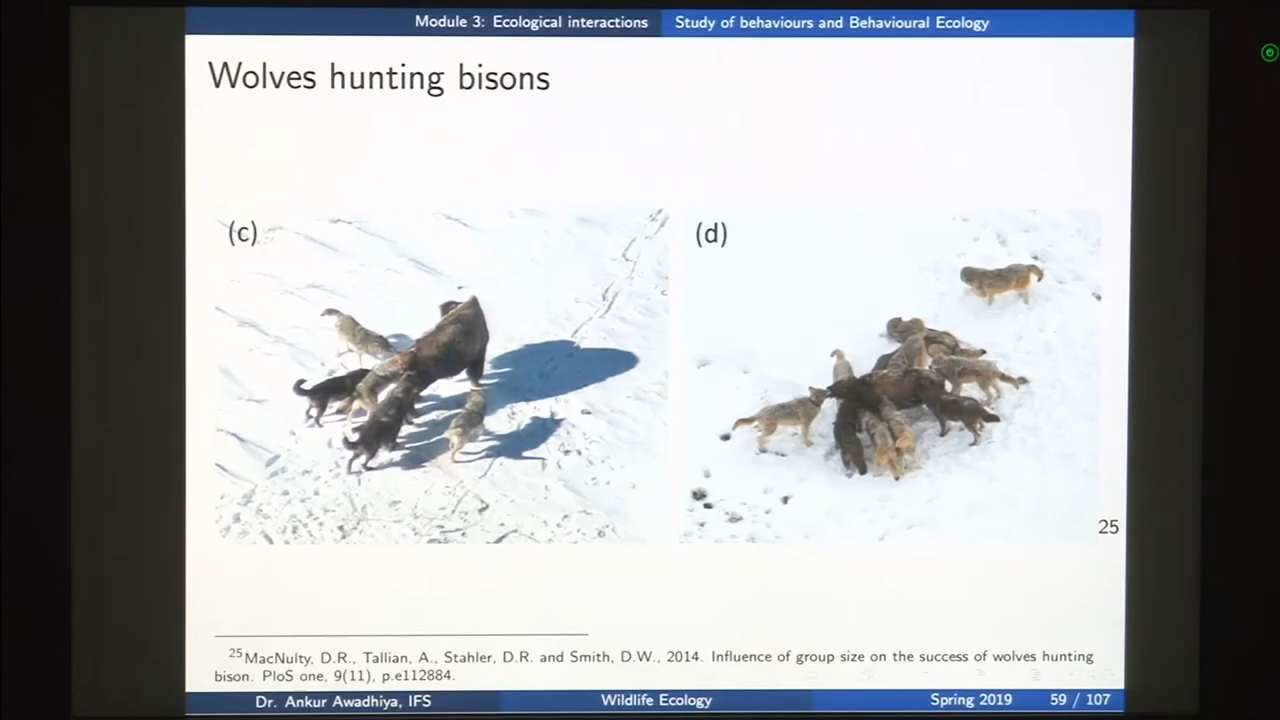 Module 3: Ecological interactions Study of behaviours and Behavioural Ecology
Wolves hunting bisons
(c) (d)
25
25 MacNulty, D.R., Tallian, A., Stahler, D.R. and Smith, D.W., 2014. Influence of group size on the success of wolves hunting
bison. PloS one, 9(11), p.e112884.
Dr. Ankur Awadhiya, IFS Wildlife Ecology Spring 2019 59 / 107